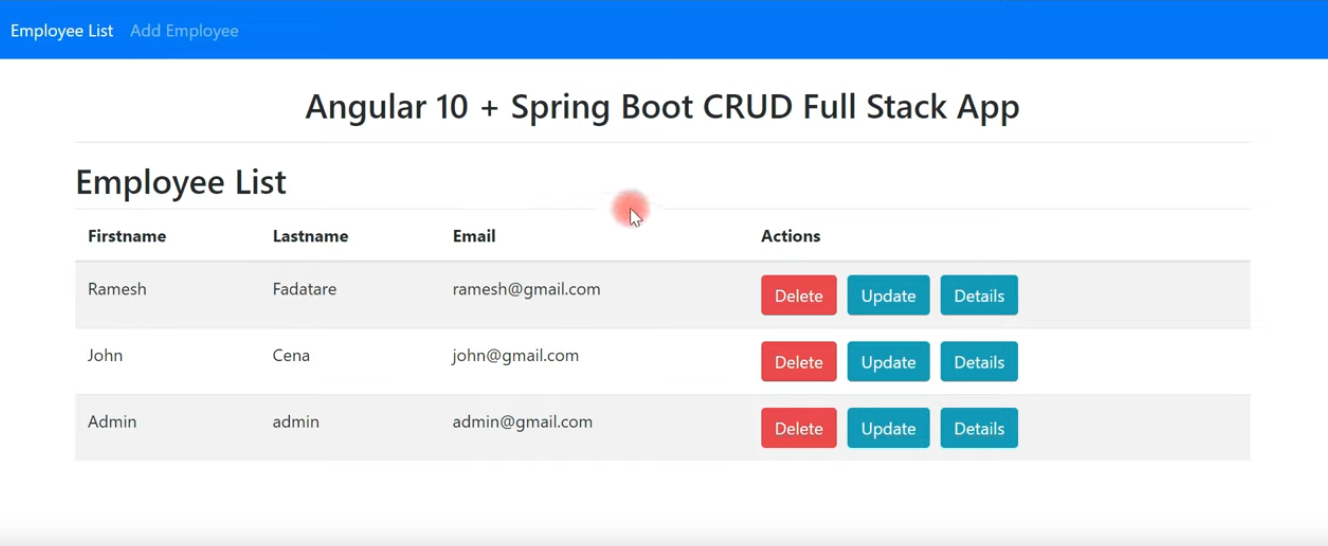 Employee List Add Employee
Angular 10 + Spring Boot CRUD Full Stack App
Employee List
Firstname Lastname Email Actions
Ramesh Fadatare ramesh@gmail.com Delete Update Details
John Cena john@gmail.com Delete Update Details
Admin admin admin@gmail.com Delete Update Details